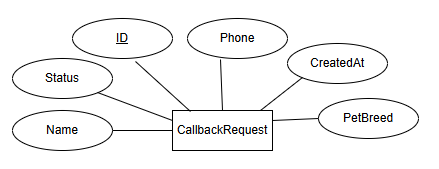 ID
Phone
Status
CreatedAt
Name
CallbackRequest
PetBreed